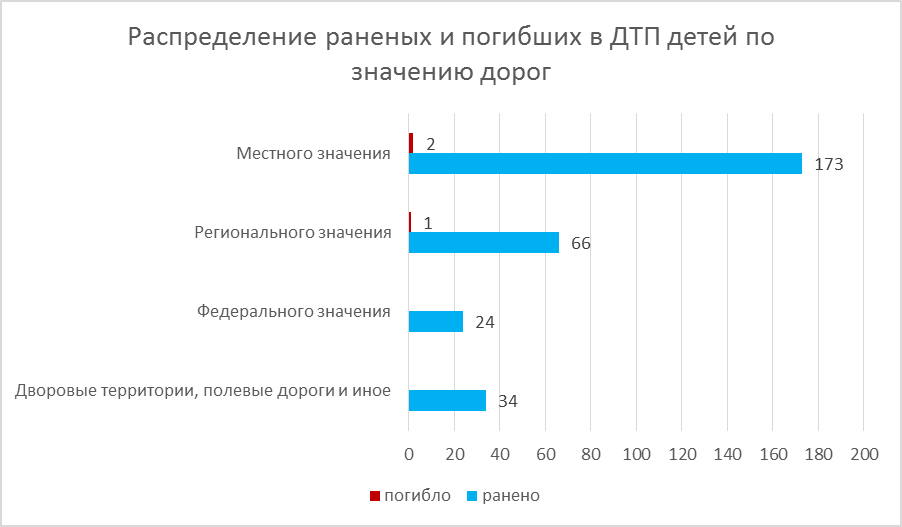 Распределение раненых и погибших в ДТП детей по
значению дорог
Местного значения
2
173
Регионального значения
1
66
Федерального значения
24
Дворовые территории, полевые дороги и иное
34
0 20 40 60 80 100 120 140 160 180 200
погибло ранено